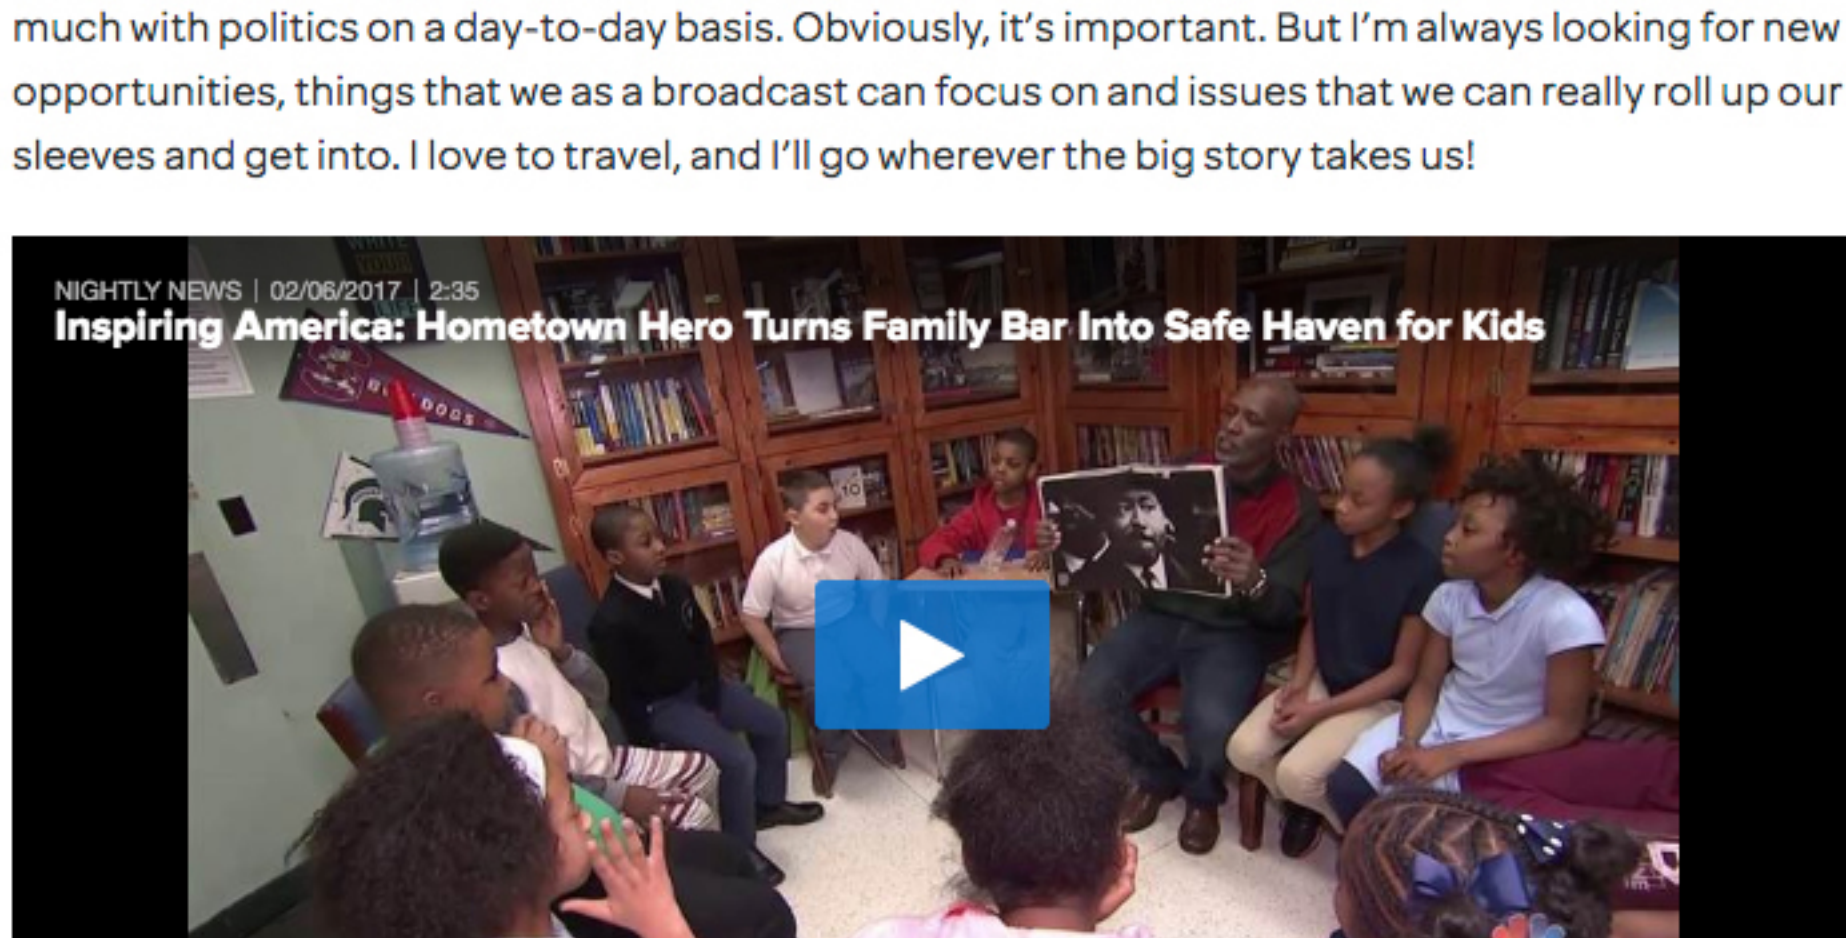 much with politics on a day-to-day basis. Obviously, it's important. But I'm always looking for new
opportunities, things that we as a broadcast can focus on and issues that we can really roll up our
sleeves and get into. I love to travel, and I'll go wherever the big story takes us!
WHITE
YOUR
NIGHTLY NEWS | 02/06/2017 | 2:35
Inspiring America: Hometown Hero Turns Family Bar Into Safe Haven for Kids
10